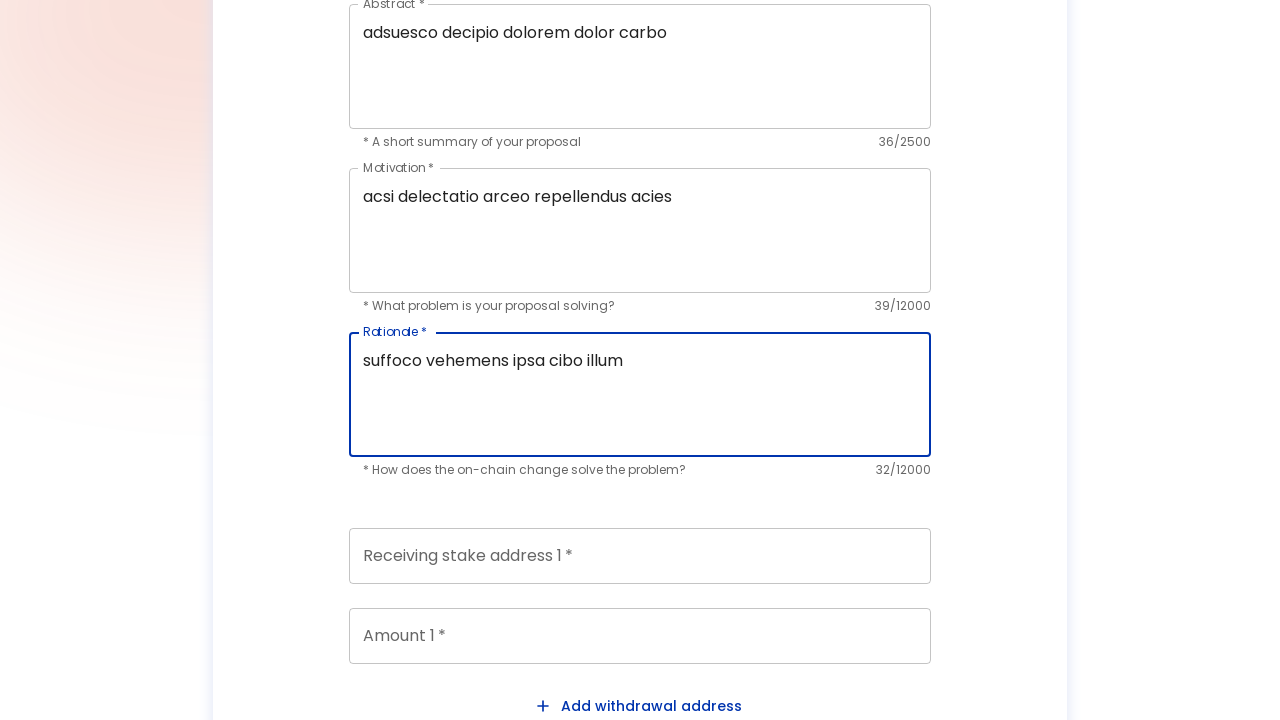 Abstract *
adsuesco decipio dolorem dolor carbo
* A short summary of your proposal 36/2500
Motivation *
acsi delectatio arceo repellendus acies
* What problem is your proposal solving? 39/12000
Rationale *
suffoco vehemens ipsa cibo illum
* How does the on-chain change solve the problem? 32/12000
Receiving stake address 1 *
Amount 1 *
+ Add withdrawal address